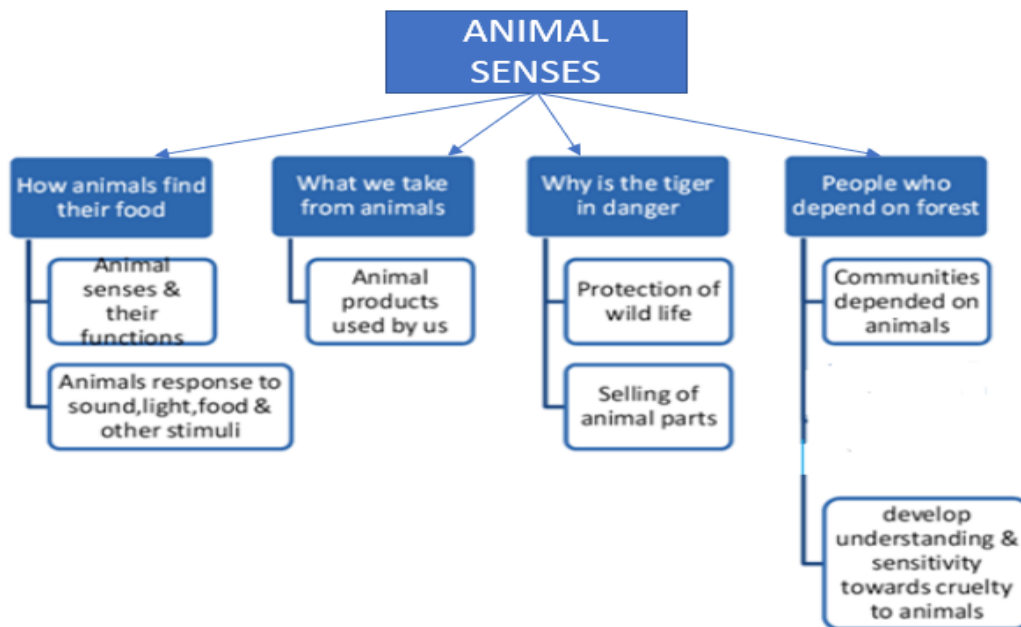 ANIMAL
SENSES
How animals find
their food
What we take
from animals
Why is the tiger
in danger
People who
depend on forest
Animal
senses &
their
functions
Animals response to
sound,light,food &
other stimuli
Animal
products
used by us
Protection of
wild life
Selling of
animal parts
Communities
depended on
animals
develop
understanding &
sensitivity
towards cruelty
to animals